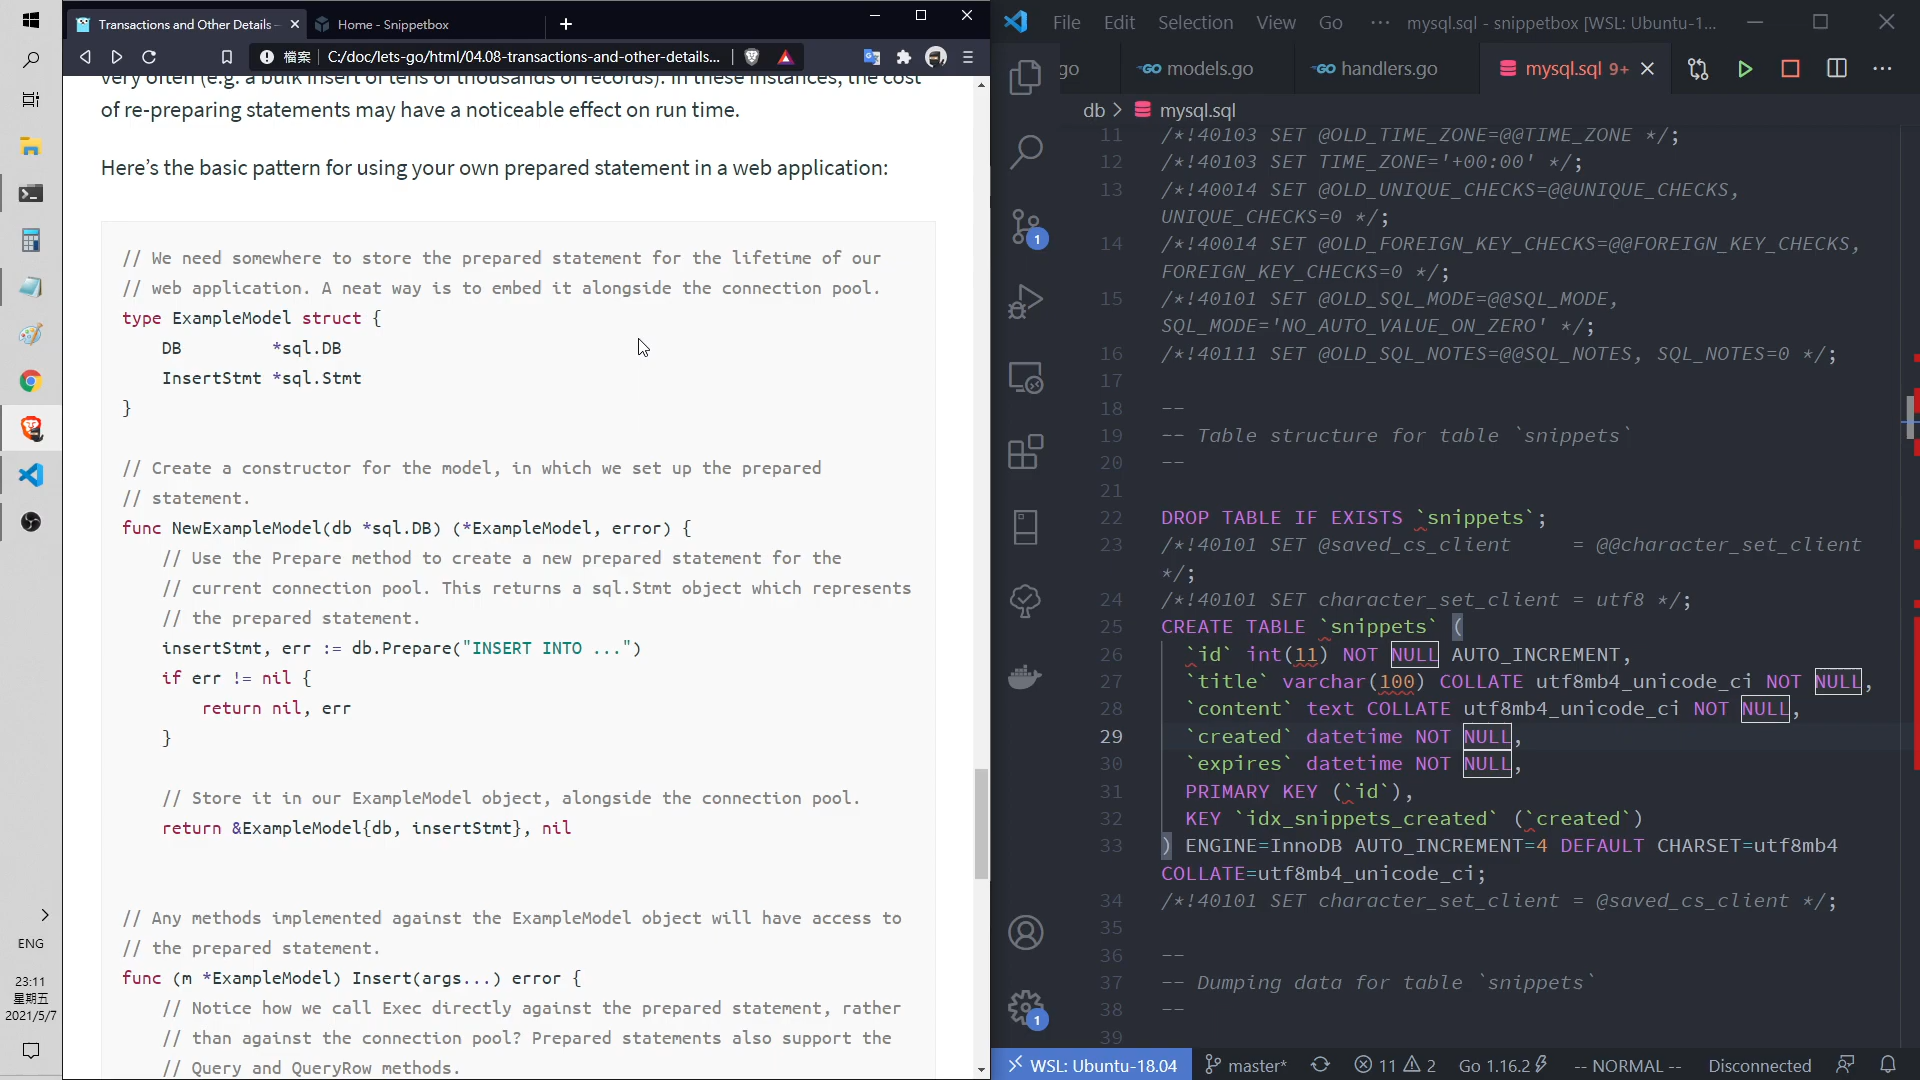 Transactions and Other Details
Home - Snippetbox
檔案
C:/doc/lets-go/html/04.08-transactions-and-other-details...
very often (e.g. a bulk insert of tens of thousands of records). In these instances, the cost
of re-preparing statements may have a noticeable effect on run time.
Here’s the basic pattern for using your own prepared statement in a web application:
// We need somewhere to store the prepared statement for the lifetime of our
// web application. A neat way is to embed it alongside the connection pool.
type ExampleModel struct {
    DB         *sql.DB
    InsertStmt *sql.Stmt
}
// Create a constructor for the model, in which we set up the prepared
// statement.
func NewExampleModel(db *sql.DB) (*ExampleModel, error) {
    // Use the Prepare method to create a new prepared statement for the
    // current connection pool. This returns a sql.Stmt object which represents
    // the prepared statement.
    insertStmt, err := db.Prepare("INSERT INTO ...")
    if err != nil {
        return nil, err
    }
    // Store it in our ExampleModel object, alongside the connection pool.
    return &ExampleModel{db, insertStmt}, nil
// Any methods implemented against the ExampleModel object will have access to
// the prepared statement.
func (m *ExampleModel) Insert(args...) error {
    // Notice how we call Exec directly against the prepared statement, rather
    // than against the connection pool? Prepared statements also support the
    // Query and QueryRow methods.
ENG
23:11
星期五
2021/5/7
File Edit Selection View Go ··· mysql.sql - snippetbox [WSL: Ubuntu-1...
go
models.go
handlers.go
mysql.sql 9+
db > mysql.sql
11 /*!40103 SET @OLD_TIME_ZONE=@@TIME_ZONE */;
12 /*!40103 SET TIME_ZONE='+00:00' */;
13 /*!40014 SET @OLD_UNIQUE_CHECKS=@@UNIQUE_CHECKS,
UNIQUE_CHECKS=0 */;
14 /*!40014 SET @OLD_FOREIGN_KEY_CHECKS=@@FOREIGN_KEY_CHECKS,
FOREIGN_KEY_CHECKS=0 */;
15 /*!40101 SET @OLD_SQL_MODE=@@SQL_MODE,
SQL_MODE='NO_AUTO_VALUE_ON_ZERO' */;
16 /*!40111 SET @OLD_SQL_NOTES=@@SQL_NOTES, SQL_NOTES=0 */;
17
18 --
19 -- Table structure for table `snippets`
20 --
21
22 DROP TABLE IF EXISTS `snippets`;
23 /*!40101 SET @saved_cs_client     = @@character_set_client
*/;
24 /*!40101 SET character_set_client = utf8 */;
25 CREATE TABLE `snippets` (
26   `id` int(11) NOT NULL AUTO_INCREMENT,
27   `title` varchar(100) COLLATE utf8mb4_unicode_ci NOT NULL,
28   `content` text COLLATE utf8mb4_unicode_ci NOT NULL,
29   `created` datetime NOT NULL,
30   `expires` datetime NOT NULL,
31   PRIMARY KEY (`id`),
32   KEY `idx_snippets_created` (`created`)
33 ) ENGINE=InnoDB AUTO_INCREMENT=4 DEFAULT CHARSET=utf8mb4
COLLATE=utf8mb4_unicode_ci;
34 /*!40101 SET character_set_client = @saved_cs_client */;
35
36 --
37 -- Dumping data for table `snippets`
38 --
39
1
1
WSL: Ubuntu-18.04 master* 11 2 Go 1.16.2 -- NORMAL -- Disconnected